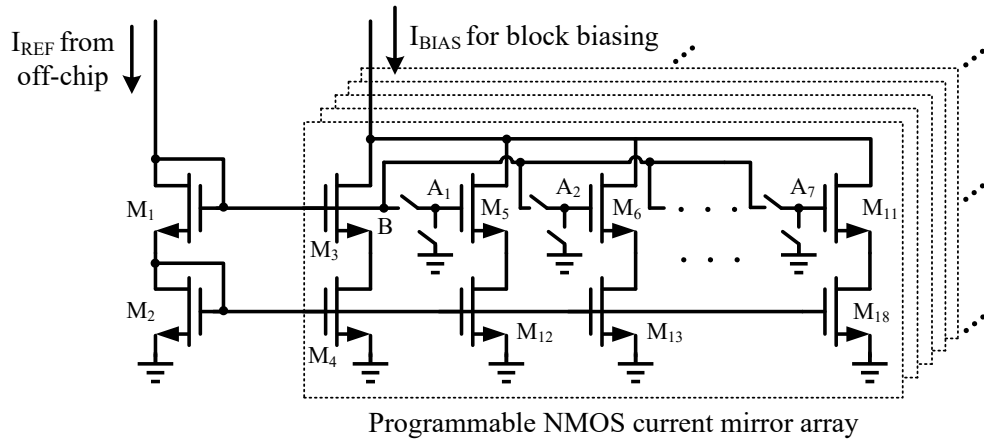 I_REF from
off-chip
I_BIAS for block biasing
M_1
M_3
B
A_1
M_5
A_2
M_6
A_7
M_11
M_2
M_4
M_12
M_13
M_18
Programmable NMOS current mirror array